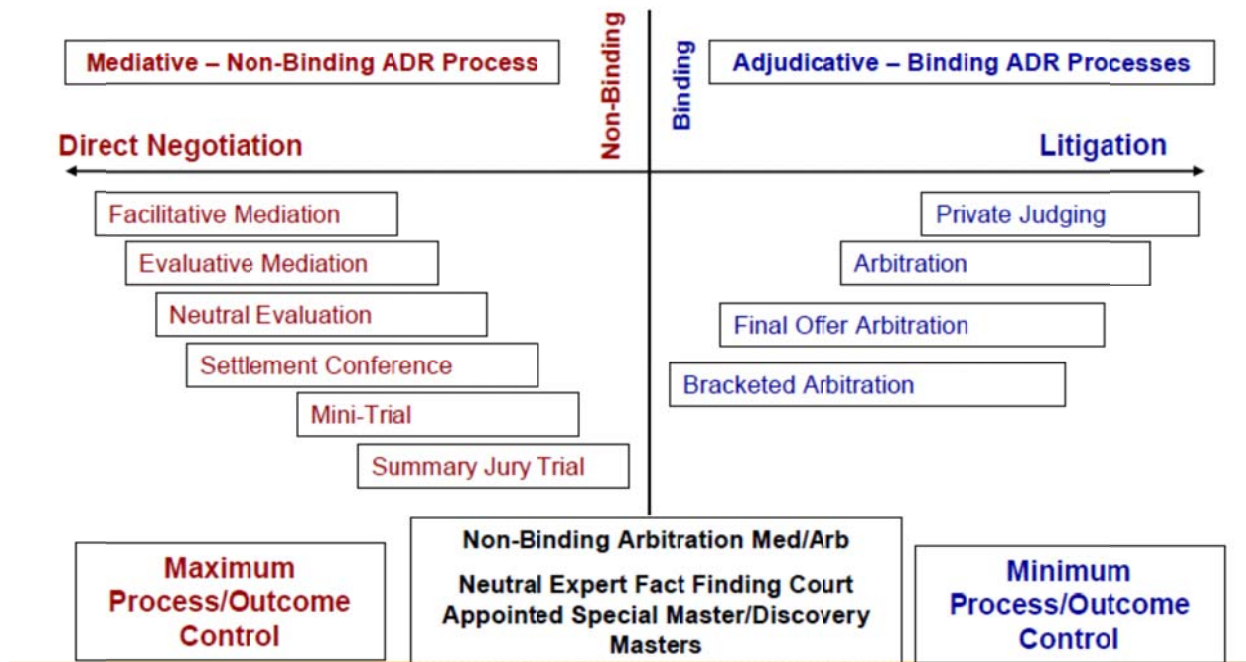 Mediative – Non-Binding ADR Process
Non-Binding
Binding
Adjudicative – Binding ADR Processes
Direct Negotiation
Litigation
Facilitative Mediation
Private Judging
Evaluative Mediation
Arbitration
Neutral Evaluation
Final Offer Arbitration
Settlement Conference
Bracketed Arbitration
Mini-Trial
Summary Jury Trial
Maximum
Process/Outcome
Control
Non-Binding Arbitration Med/Arb
Neutral Expert Fact Finding Court
Appointed Special Master/Discovery
Masters
Minimum
Process/Outcome
Control